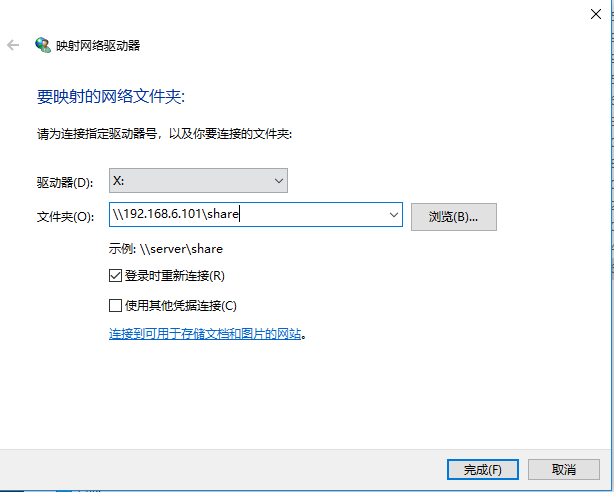 映射网络驱动器
要映射的网络文件夹:
请为连接指定驱动器号，以及你要连接的文件夹:
驱动器(D): X:
文件夹(O): \\192.168.6.101\share 浏览(B)...
示例: \\server\share
登录时重新连接(R)
使用其他凭据连接(C)
连接到可用于存储文档和图片的网站。
完成(F) 取消